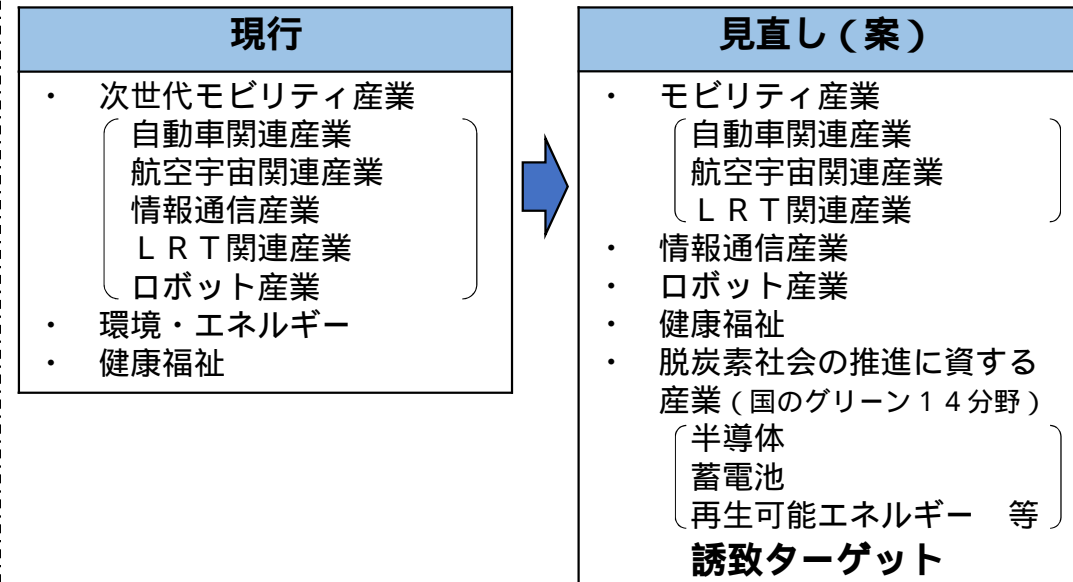 現行
・ 次世代モビリティ産業
自動車関連産業
航空宇宙関連産業
情報通信産業
ＬＲＴ関連産業
ロボット産業
・ 環境・エネルギー
・ 健康福祉
見直し（案）
・ モビリティ産業
自動車関連産業
航空宇宙関連産業
ＬＲＴ関連産業
・ 情報通信産業
・ ロボット産業
・ 健康福祉
・ 脱炭素社会の推進に資する
産業（国のグリーン１４分野）
半導体
蓄電池
再生可能エネルギー　等
誘致ターゲット